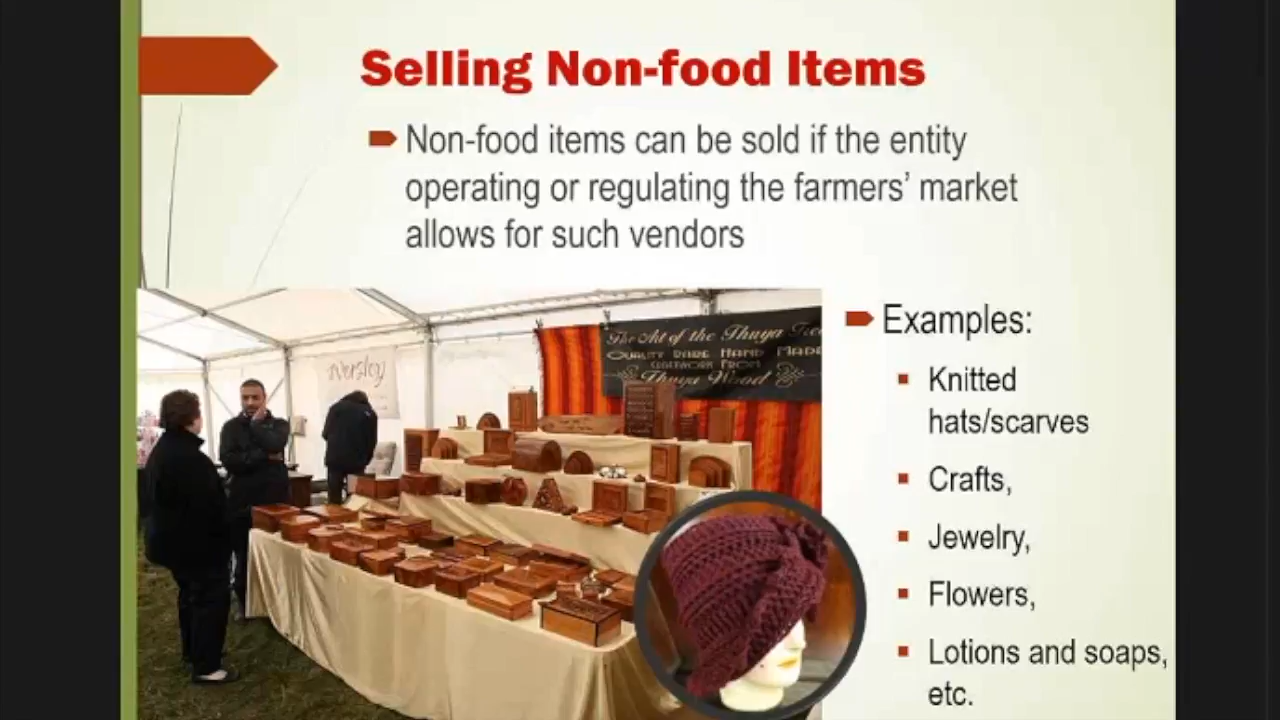 Selling Non-food Items
Non-food items can be sold if the entity
operating or regulating the farmers’ market
allows for such vendors
Examples:
Knitted
hats/scarves
Crafts,
Jewelry,
Flowers,
Lotions and soaps,
etc.
The Art of the Thuya
Quality Rare Hand Made
From
Thuya Wood